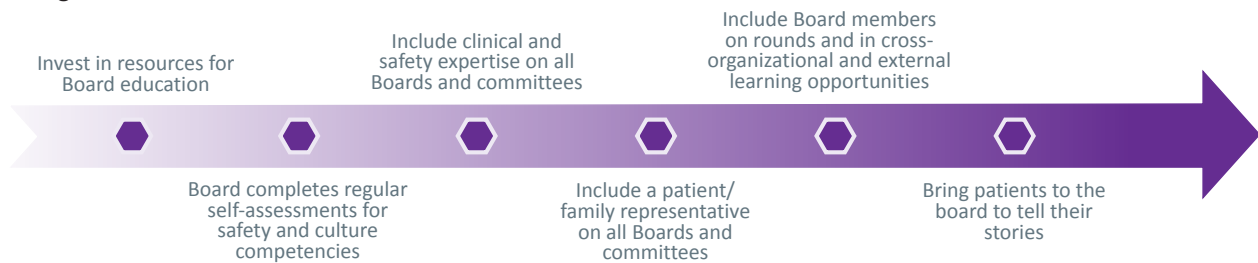 Invest in resources for
Board education
Board completes regular
self-assessments for
safety and culture
competencies
Include clinical and
safety expertise on all
Boards and committees
Include a patient/
family representative
on all Boards and
committees
Include Board members
on rounds and in cross-
organizational and external
learning opportunities
Bring patients to the
board to tell their
stories